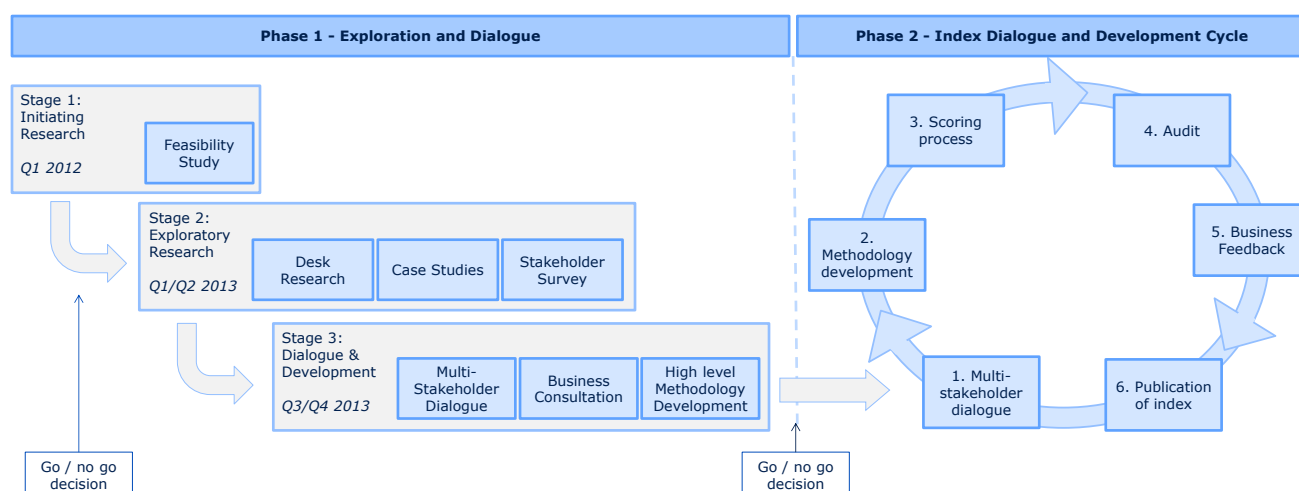 Phase 1 - Exploration and Dialogue
Phase 2 - Index Dialogue and Development Cycle
Stage 1:
Initiating
Research
Q1 2012
Feasibility
Study
Stage 2:
Exploratory
Research
Q1/Q2 2013
Desk
Research
Case Studies
Stakeholder
Survey
Stage 3:
Dialogue &
Development
Q3/Q4 2013
Multi-
Stakeholder
Dialogue
Business
Consultation
High level
Methodology
Development
Go / no go
decision
Go / no go
decision
1. Multi-
stakeholder
dialogue
2.
Methodology
development
3. Scoring
process
4. Audit
5. Business
Feedback
6. Publication
of index